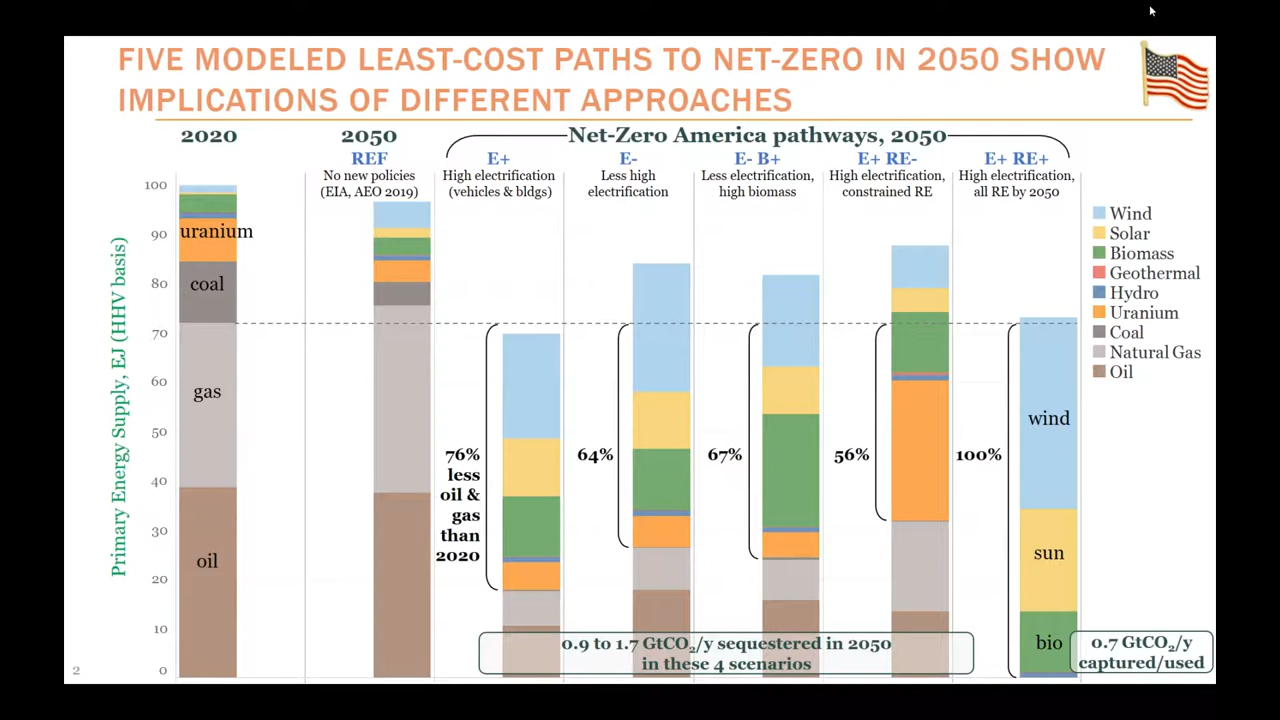 FIVE MODELED LEAST-COST PATHS TO NET-ZERO IN 2050 SHOW
IMPLICATIONS OF DIFFERENT APPROACHES
2020
2050
Net-Zero America pathways, 2050
REF
No new policies
(EIA, AEO 2019)
E+
High electrification
(vehicles & bldgs)
E-
Less high
electrification
E- B+
Less electrification,
high biomass
E+ RE-
High electrification,
constrained RE
E+ RE+
High electrification,
all RE by 2050
Primary Energy Supply, EJ (HHV basis)
100
90
80
70
60
50
40
30
20
10
0
uranium
coal
gas
oil
76%
less
oil &
gas
than
2020
64%
67%
56%
100%
wind
sun
bio
Wind
Solar
Biomass
Geothermal
Hydro
Uranium
Coal
Natural Gas
Oil
0.9 to 1.7 GtCO₂/y sequestered in 2050
in these 4 scenarios
0.7 GtCO₂/y
captured/used
2